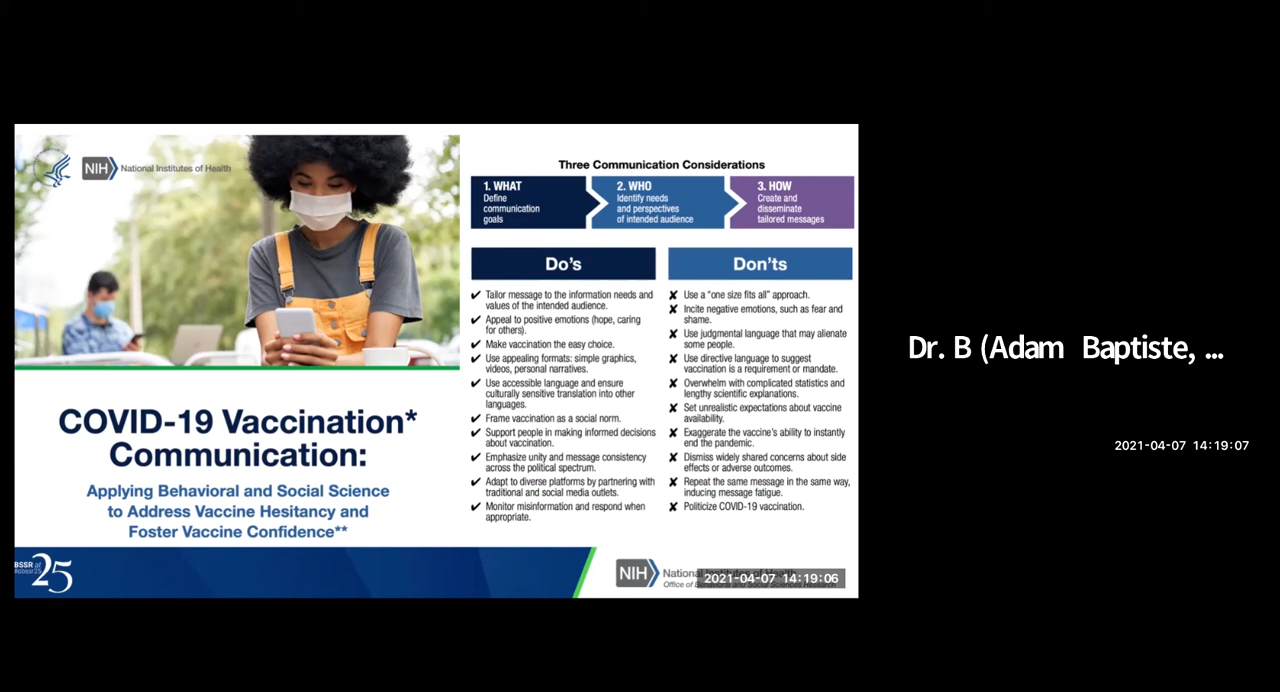 NIH National Institutes of Health
COVID-19 Vaccination*
Communication:
Applying Behavioral and Social Science
to Address Vaccine Hesitancy and
Foster Vaccine Confidence**
BSSR at
25
Three Communication Considerations
1. WHAT
Define
communication
goals
2. WHO
Identify needs
and perspectives
of intended audience
3. HOW
Create and
disseminate
tailored messages
Do's
✔ Tailor message to the information needs and
values of the intended audience.
✔ Appeal to positive emotions (hope, caring
for others).
✔ Make vaccination the easy choice.
✔ Use appealing formats: simple graphics,
videos, personal narratives.
✔ Use accessible language and ensure
culturally sensitive translation into other
languages.
✔ Frame vaccination as a social norm.
✔ Support people in making informed decisions
about vaccination.
✔ Emphasize unity and message consistency
across the political spectrum.
✔ Adapt to diverse platforms by partnering with
traditional and social media outlets.
✔ Monitor misinformation and respond when
appropriate.
Don'ts
✘ Use a “one size fits all” approach.
✘ Incite negative emotions, such as fear and
shame.
✘ Use judgmental language that may alienate
some people.
✘ Use directive language to suggest
vaccination is a requirement or mandate.
✘ Overwhelm with complicated statistics and
lengthy scientific explanations.
✘ Set unrealistic expectations about vaccine
availability.
✘ Exaggerate the vaccine's ability to instantly
end the pandemic.
✘ Dismiss widely shared concerns about side
effects or adverse outcomes.
✘ Repeat the same message in the same way,
inducing message fatigue.
✘ Politicize COVID-19 vaccination.
NIH National Institutes of Health
Office of Behavioral and Social Sciences Research
2021-04-07 14:19:06
Dr. B (Adam Baptiste, ...
2021-04-07 14:19:07